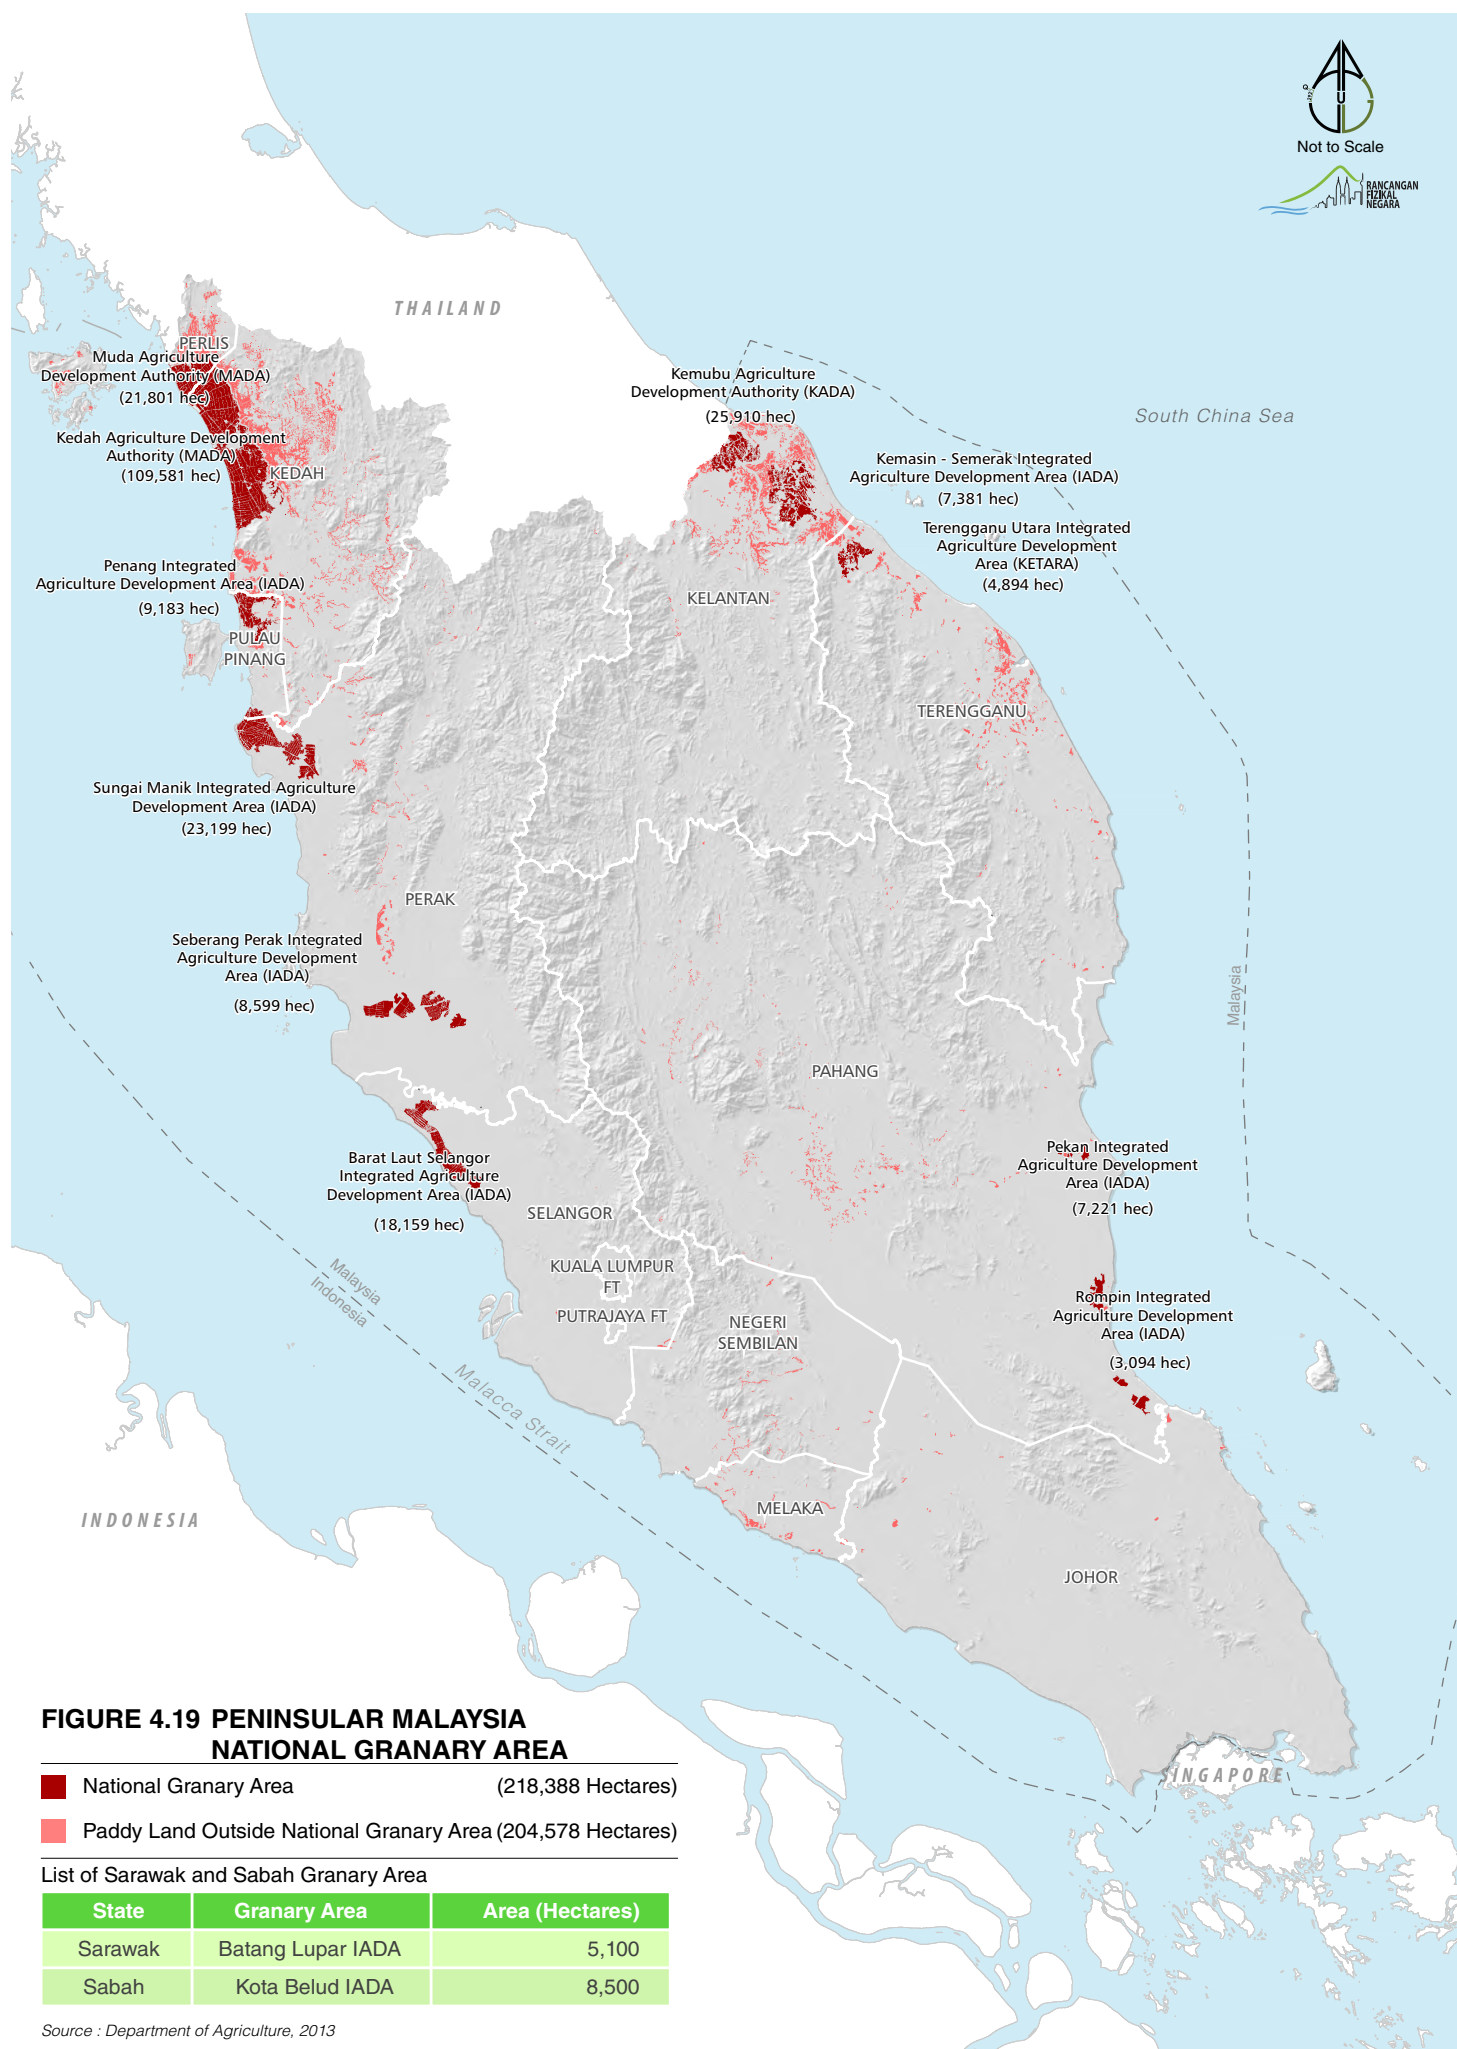 Not to Scale
RANCANGAN
FIZIKAL
NEGARA
THAILAND
PERLIS
Muda Agriculture
Development Authority (MADA)
(21,801 hec)
Kemubu Agriculture
Development Authority (KADA)
(25,910 hec)
South China Sea
Kedah Agriculture Development
Authority (MADA)
(109,581 hec)
KEDAH
Kemasin - Semerak Integrated
Agriculture Development Area (IADA)
(7,381 hec)
Terengganu Utara Integrated
Agriculture Development
Area (KETARA)
(4,894 hec)
Penang Integrated
Agriculture Development Area (IADA)
(9,183 hec)
KELANTAN
PULAU
PINANG
TERENGGANU
Sungai Manik Integrated Agriculture
Development Area (IADA)
(23,199 hec)
PERAK
Seberang Perak Integrated
Agriculture Development
Area (IADA)
(8,599 hec)
Malaysia
PAHANG
Pekan Integrated
Agriculture Development
Area (IADA)
(7,221 hec)
Barat Laut Selangor
Integrated Agriculture
Development Area (IADA)
(18,159 hec)
SELANGOR
KUALA LUMPUR
FT
PUTRAJAYA FT
Malaysia
Indonesia
Rompin Integrated
Agriculture Development
Area (IADA)
(3,094 hec)
NEGERI
SEMBILAN
Malacca Strait
MELAKA
INDONESIA
JOHOR
SINGAPORE
FIGURE 4.19 PENINSULAR MALAYSIA
NATIONAL GRANARY AREA
National Granary Area (218,388 Hectares)
Paddy Land Outside National Granary Area (204,578 Hectares)
List of Sarawak and Sabah Granary Area
State Granary Area Area (Hectares)
Sarawak Batang Lupar IADA 5,100
Sabah Kota Belud IADA 8,500
Source : Department of Agriculture, 2013